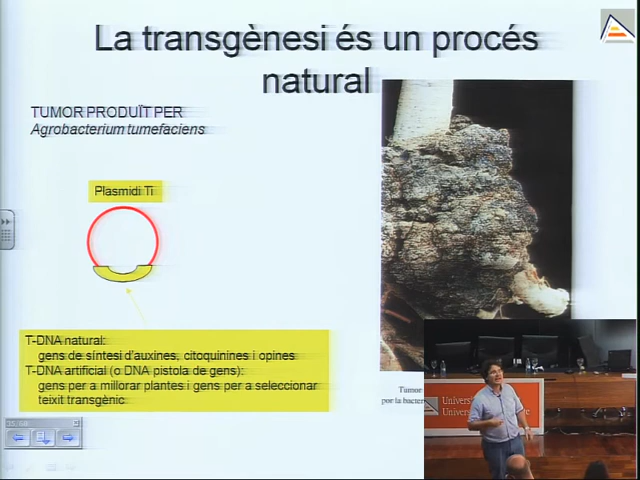 La transgènesi és un procés
natural
TUMOR PRODUÏT PER
Agrobacterium tumefaciens
Plasmidi Ti
T-DNA natural:
gens de síntesi d'auxines, citoquinines i opines
T-DNA artificial (o DNA pistola de gens):
gens per a millorar plantes i gens per a seleccionar
teixit transgènic
Tumor
por la bacter